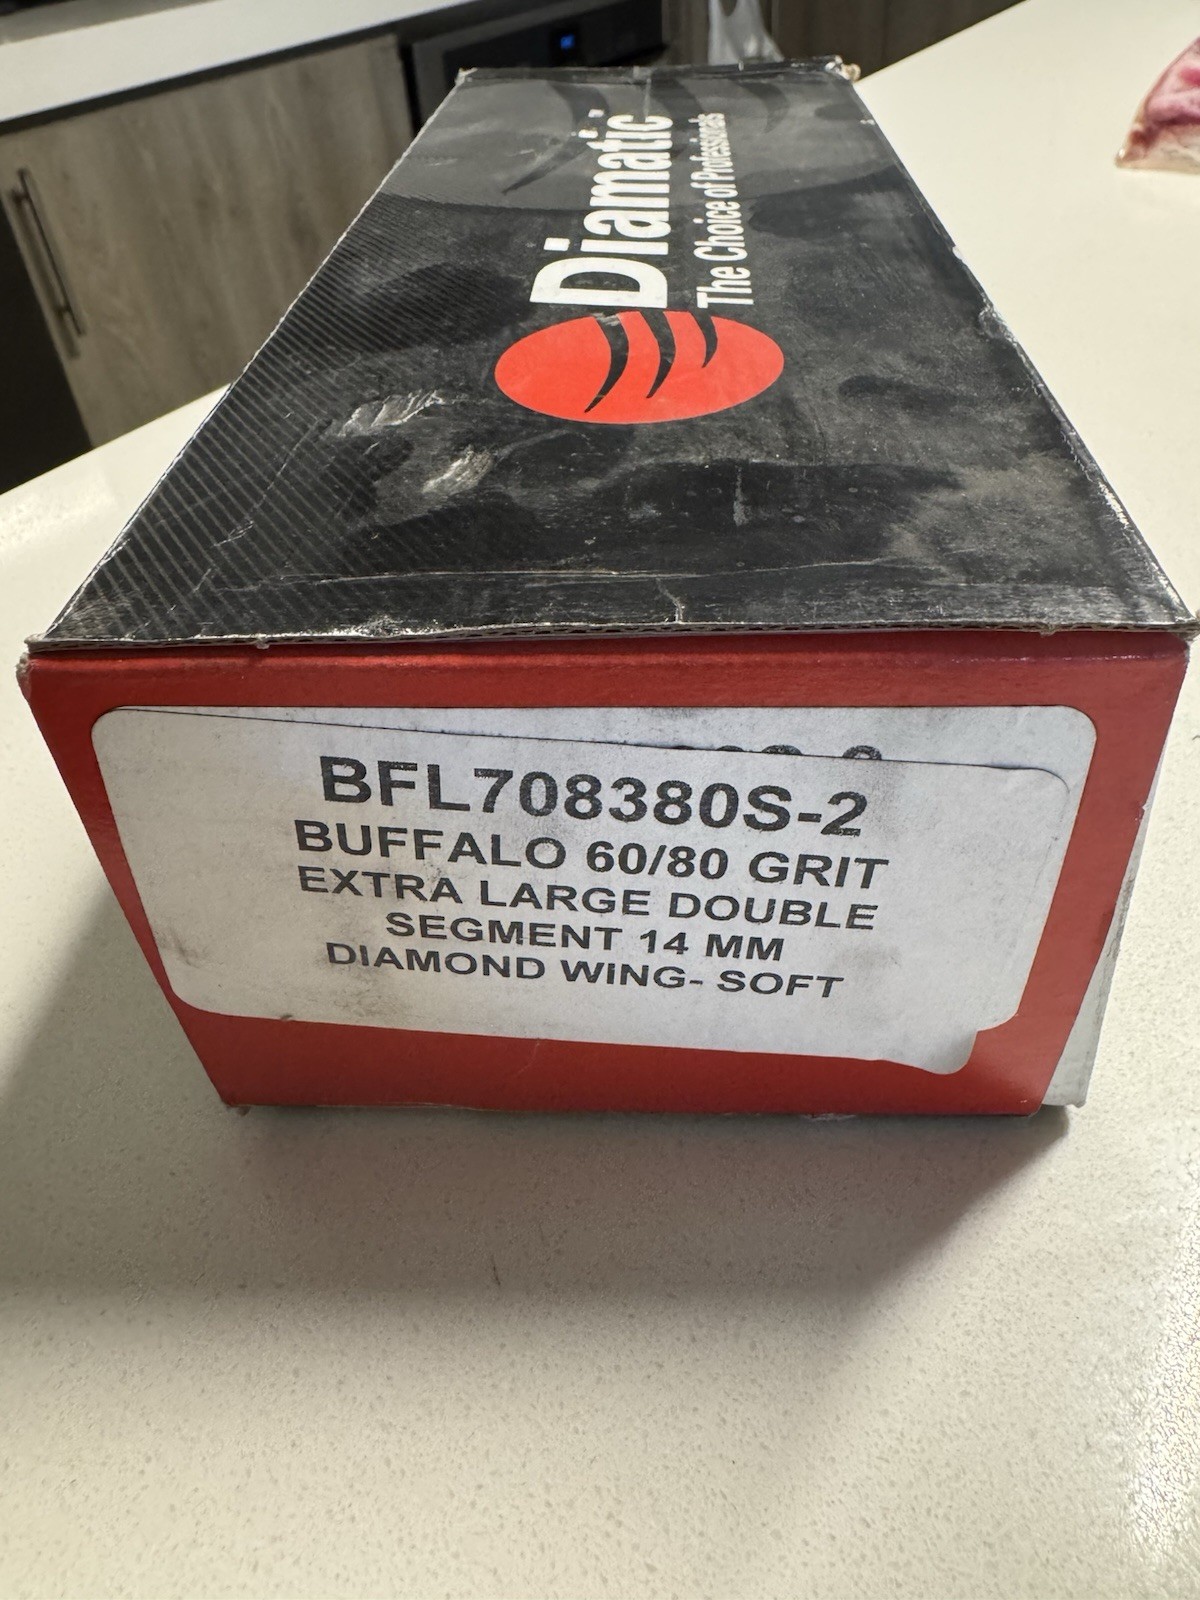 Diamatic™
The Choice of Professionals
BFL708380S-2
BUFFALO 60/80 GRIT
EXTRA LARGE DOUBLE
SEGMENT 14 MM
DIAMOND WING- SOFT